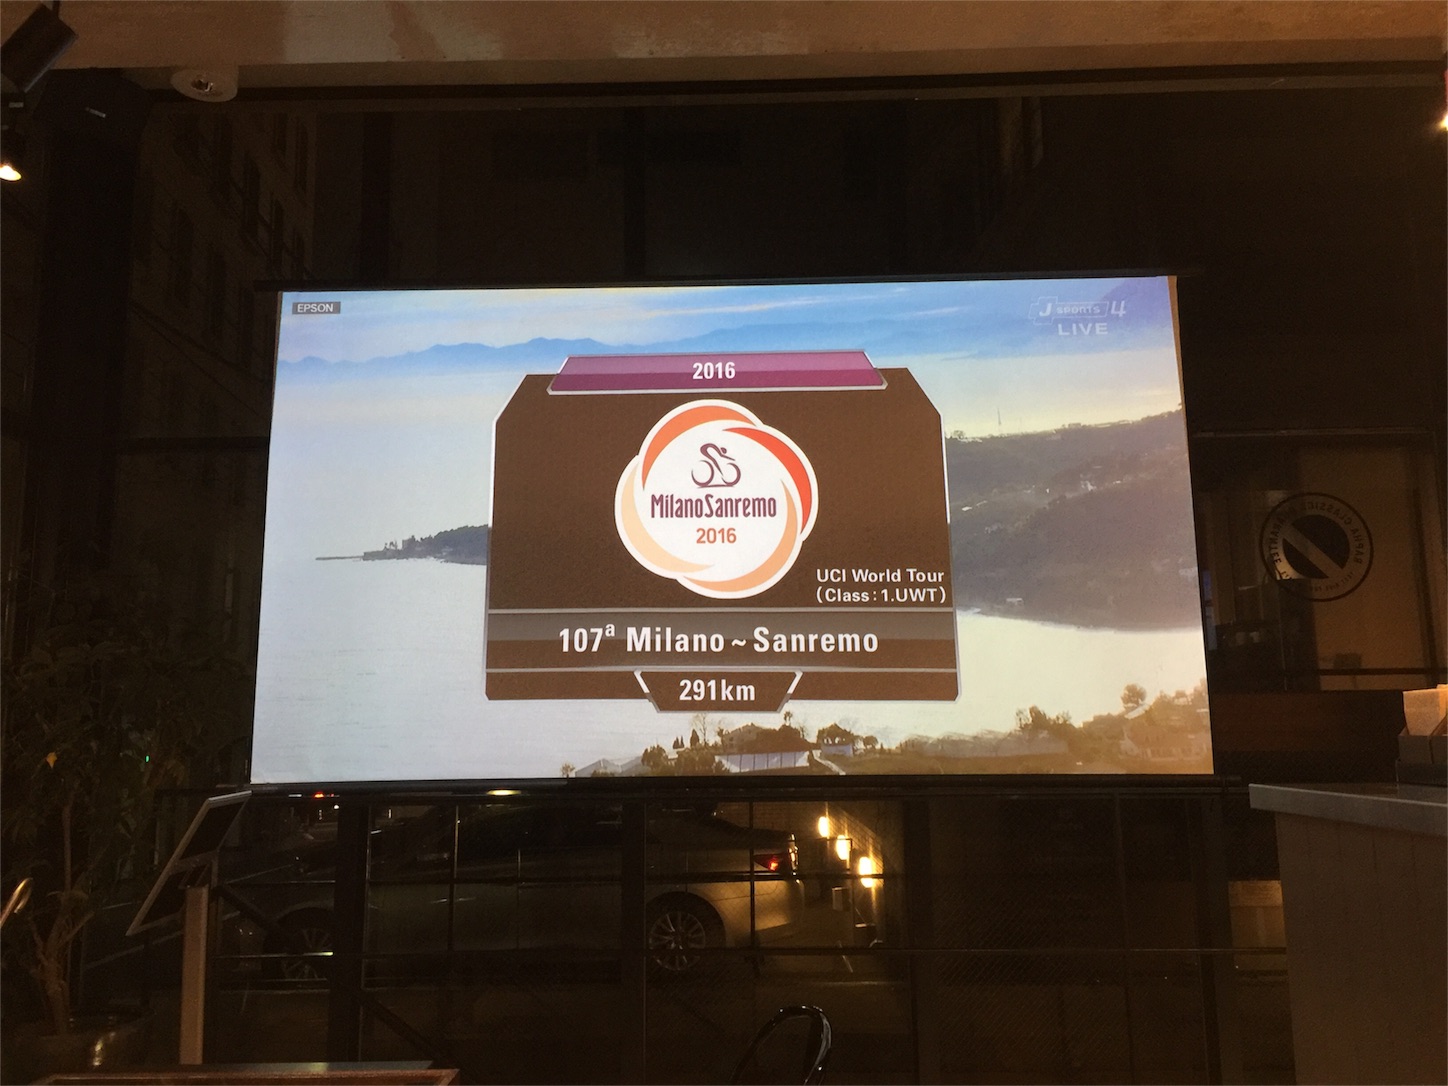 EPSON
J SPORTS 4
LIVE
2016
MilanoSanremo
2016
UCI World Tour
(Class : 1.UWT)
107ª Milano ~ Sanremo
291km